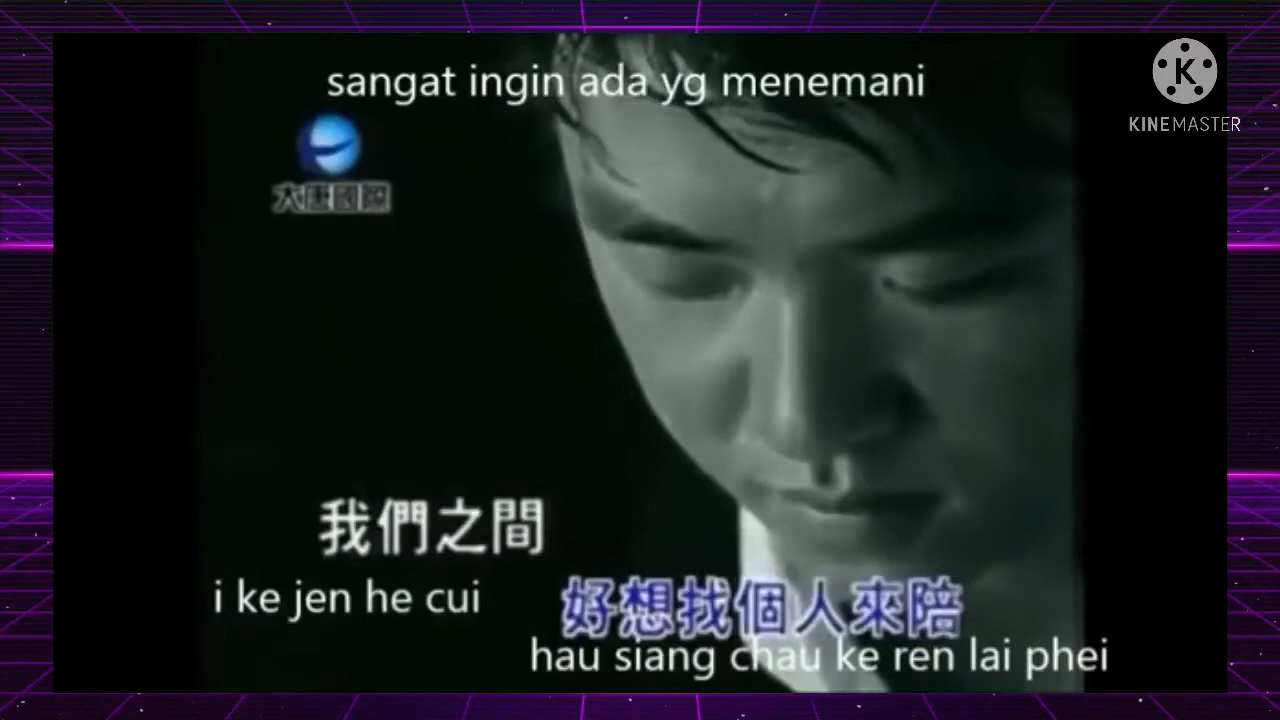 sangat ingin ada yg menemani
K
KINEMASTER
大唐國際
我們之間
i ke jen he cui
好想找個人來陪
hau siang chau ke ren lai phei